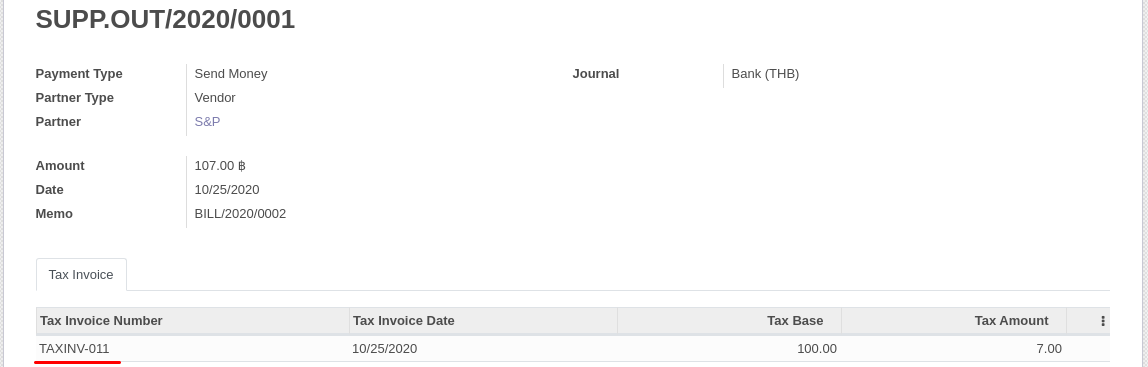 SUPP.OUT/2020/0001
Payment Type Send Money Journal Bank (THB)
Partner Type Vendor
Partner S&P
Amount 107.00 ฿
Date 10/25/2020
Memo BILL/2020/0002
Tax Invoice
Tax Invoice Number Tax Invoice Date Tax Base Tax Amount
TAXINV-011 10/25/2020 100.00 7.00